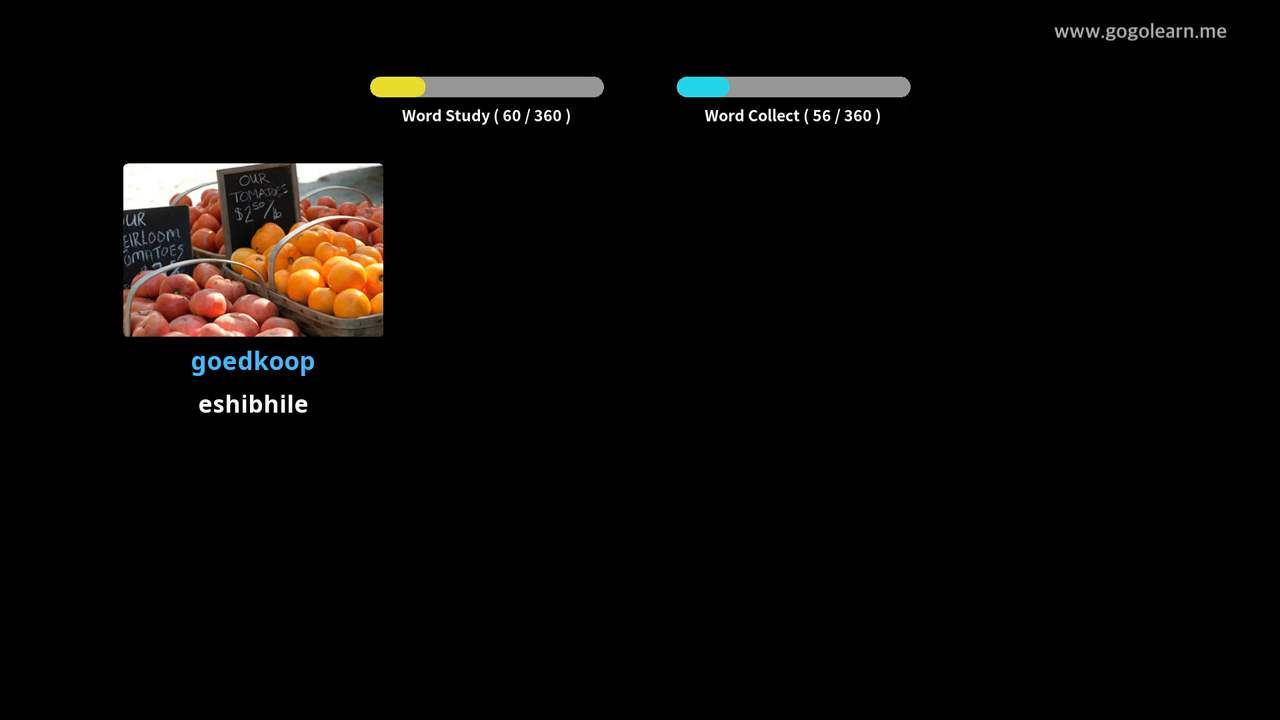 www.gogolearn.me
Word Study ( 60 / 360 )
Word Collect ( 56 / 360 )
OUR
TOMATOES
$2.50/lb
UR
EIRLOOM
OMATOES
goedkoop
eshibhile